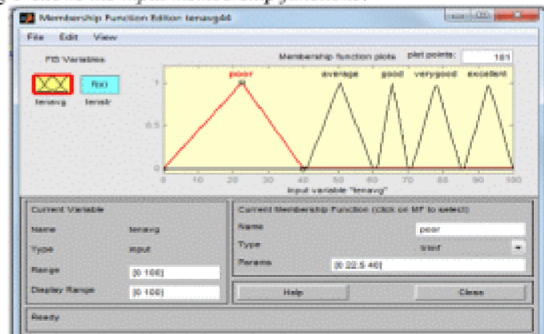 Membership Function Editor: tenavg44
File Edit View
FIS Variables
Membership function plots plot points: 181
f(u)
tenavg tenstr
poor average good verygood excellent
1
0.5
0
0 10 20 30 40 50 60 70 80 90 100
input variable "tenavg"
Current Variable
Current Membership Function (click on MF to select)
Name tenavg
Name poor
Type input
Type trimf
Range [0 100]
Params [0 22.5 40]
Display Range [0 100]
Help Close
Ready